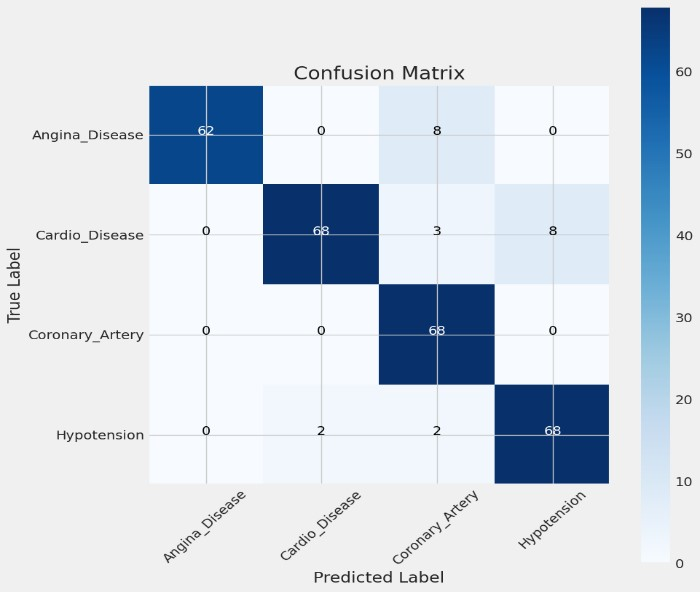 Confusion Matrix
Angina_Disease 62 0 8 0
Cardio_Disease 0 68 3 8
Coronary_Artery 0 0 68 0
Hypotension 0 2 2 68
Angina_Disease Cardio_Disease Coronary_Artery Hypotension
Predicted Label
True Label
60
50
40
30
20
10
0